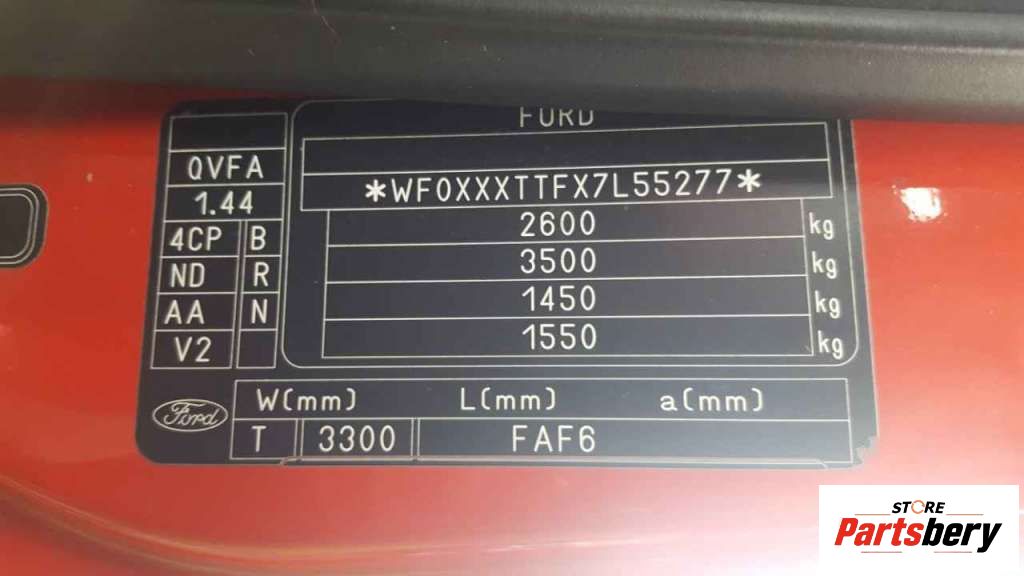 FORD
QVFA
*WF0XXXTTFX7L55277*
1.44
2600 kg
4CP B
3500 kg
ND R
1450 kg
AA N
1550 kg
V2
Ford
W(mm) L(mm) a(mm)
T 3300 FAF6
STORE
Partsbery